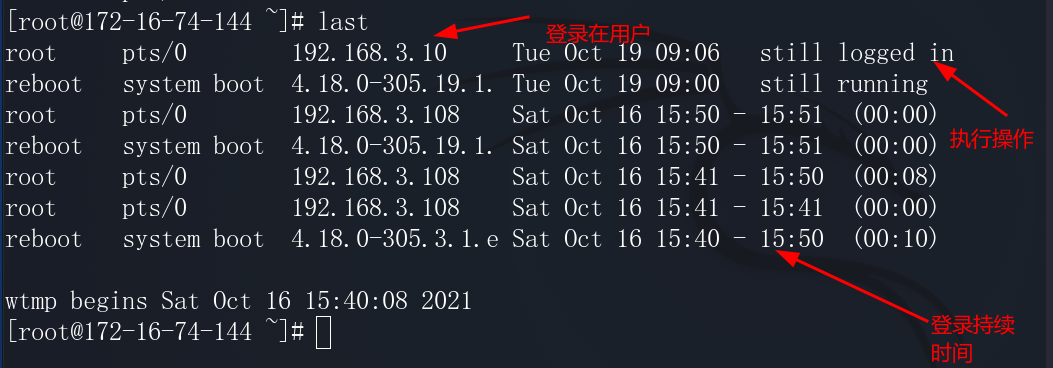 [root@172-16-74-144 ~]# last
登录在用户
root pts/0 192.168.3.10 Tue Oct 19 09:06 still logged in
reboot system boot 4.18.0-305.19.1. Tue Oct 19 09:00 still running
root pts/0 192.168.3.108 Sat Oct 16 15:50 - 15:51 (00:00)
执行操作
reboot system boot 4.18.0-305.19.1. Sat Oct 16 15:50 - 15:51 (00:00)
root pts/0 192.168.3.108 Sat Oct 16 15:41 - 15:50 (00:08)
root pts/0 192.168.3.108 Sat Oct 16 15:41 - 15:41 (00:00)
reboot system boot 4.18.0-305.3.1.e Sat Oct 16 15:40 - 15:50 (00:10)
wtmp begins Sat Oct 16 15:40:08 2021
[root@172-16-74-144 ~]#
登录持续
时间